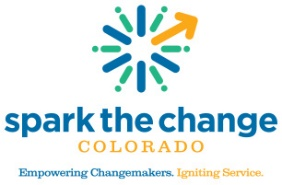 spark the change
COLORADO
Empowering Changemakers. Igniting Service.